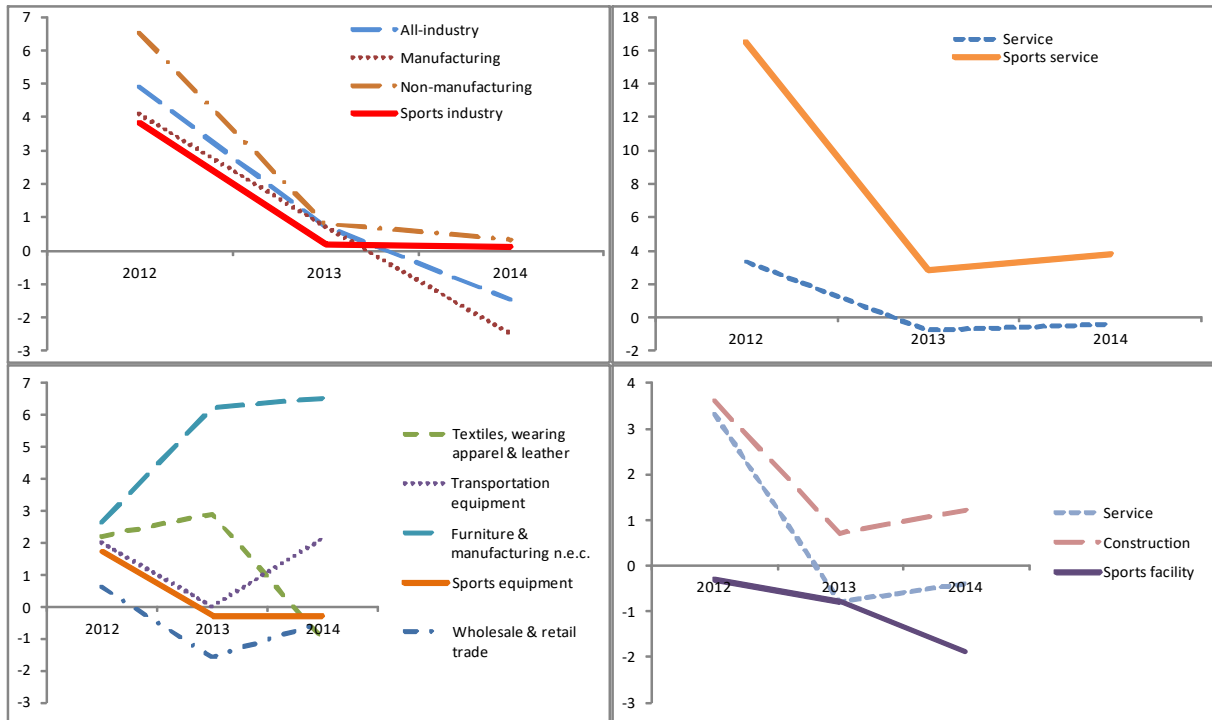 7
6
5
4
3
2
1
0
-1
-2
-3
2012
2013
2014
All-industry
Manufacturing
Non-manufacturing
Sports industry
18
16
14
12
10
8
6
4
2
0
-2
2012
2013
2014
Service
Sports service
7
6
5
4
3
2
1
0
-1
-2
-3
2012
2013
2014
Textiles, wearing
apparel & leather
Transportation
equipment
Furniture &
manufacturing n.e.c.
Sports equipment
Wholesale & retail
trade
4
3
2
1
0
-1
-2
-3
2012
2013
2014
Service
Construction
Sports facility